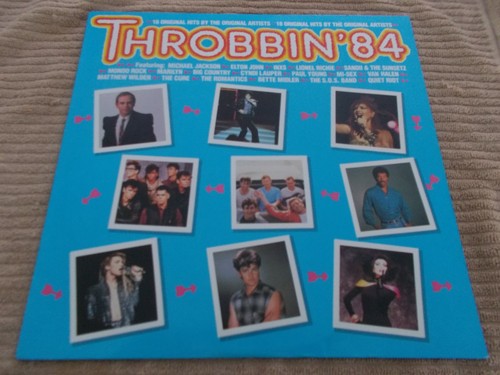 18 ORIGINAL HITS BY THE ORIGINAL ARTISTS 18 ORIGINAL HITS BY THE ORIGINAL ARTISTS
THROBBIN' 84
Featuring: MICHAEL JACKSON ELTON JOHN INXS LIONEL RICHIE SANDII & THE SUNSETZ
MONDO ROCK MARILYN BIG COUNTRY CYNDI LAUPER PAUL YOUNG MI-SEX VAN HALEN
MATTHEW WILDER THE CURE THE ROMANTICS BETTE MIDLER THE S.O.S. BAND QUIET RIOT